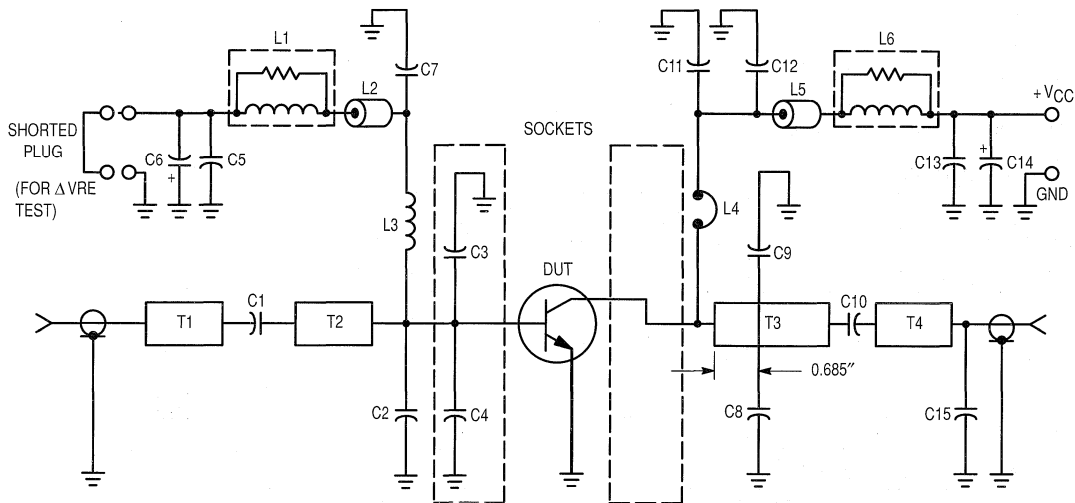 L1
C7
L2
SHORTED
PLUG
(FOR Δ VRE
TEST)
C6
+
C5
L3
SOCKETS
C3
C11
C12
L5
L6
+ VCC
C13
+
C14
GND
L4
C9
DUT
T1
C1
T2
T3
C10
T4
0.685″
C2
C4
C8
C15